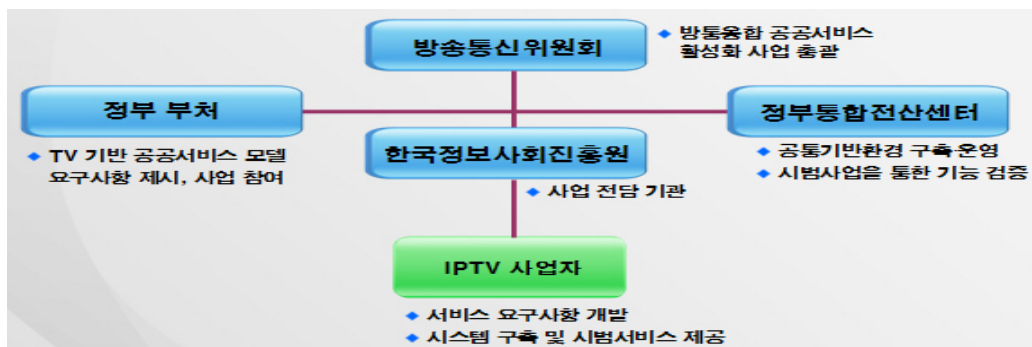 방송통신위원회
◆ 방통융합 공공서비스
활성화 사업 총괄
정부 부처
◆ TV 기반 공공서비스 모델
요구사항 제시, 사업 참여
한국정보사회진흥원
◆ 사업 전담 기관
정부통합전산센터
◆ 공통기반환경 구축·운영
◆ 시범사업을 통한 기능 검증
IPTV 사업자
◆ 서비스 요구사항 개발
◆ 시스템 구축 및 시범서비스 제공